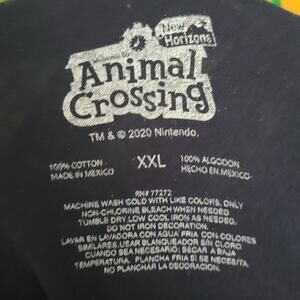 New
Horizons
Welcome to
Animal
Crossing
TM & © 2020 Nintendo.
100% COTTON
MADE IN MEXICO
XXL
100% ALGODON
HECHO EN MEXICO
RH# 77272
MACHINE WASH COLD WITH LIKE COLORS, ONLY
NON-CHLORINE BLEACH WHEN NEEDED.
TUMBLE DRY LOW. COOL IRON AS NEEDED.
DO NOT IRON DECORATION.
LAVAR EN LAVADORA CON AGUA FRIA CON COLORES
SIMILARES. USAR BLANQUEADOR SIN CLORO
CUANDO SEA NECESARIO; SECAR A BAJA
TEMPERATURA. PLANCHA FRIA SI SE NECESITA.
NO PLANCHAR LA DECORACION.